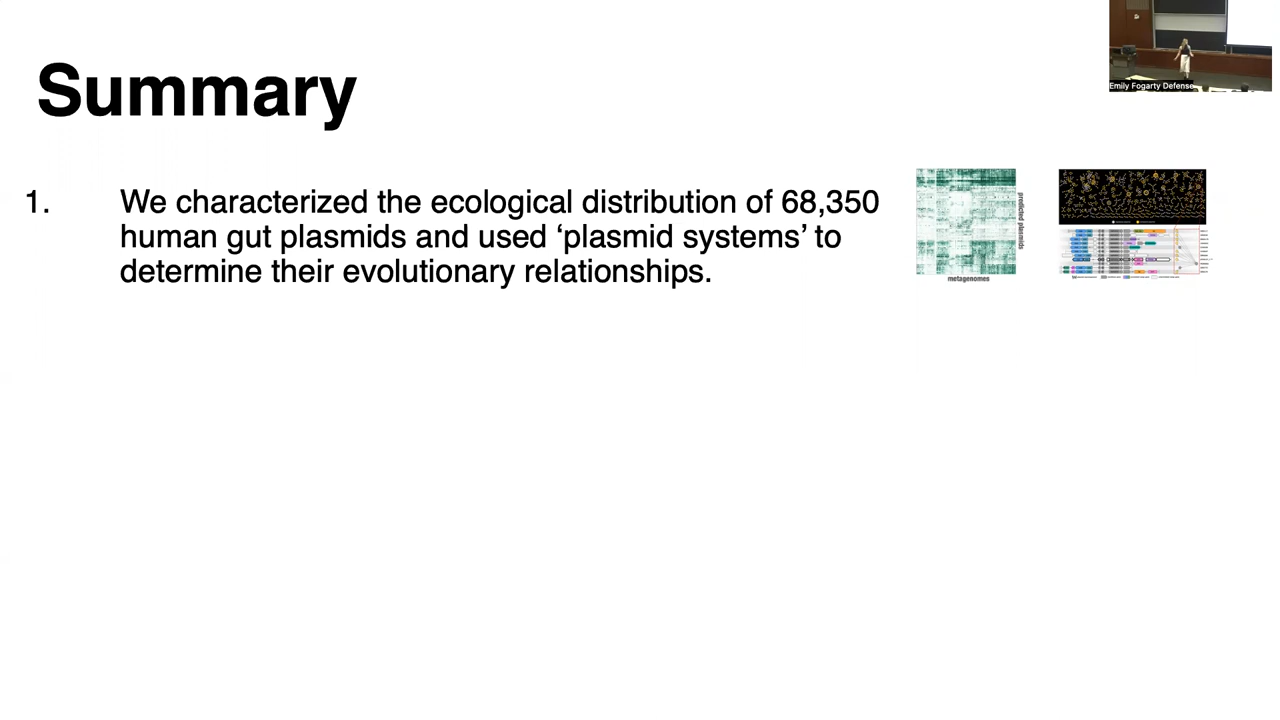 Emily Fogarty Defense
Summary
1. We characterized the ecological distribution of 68,350
human gut plasmids and used ‘plasmid systems’ to
determine their evolutionary relationships.
predicted plasmids
metagenomes